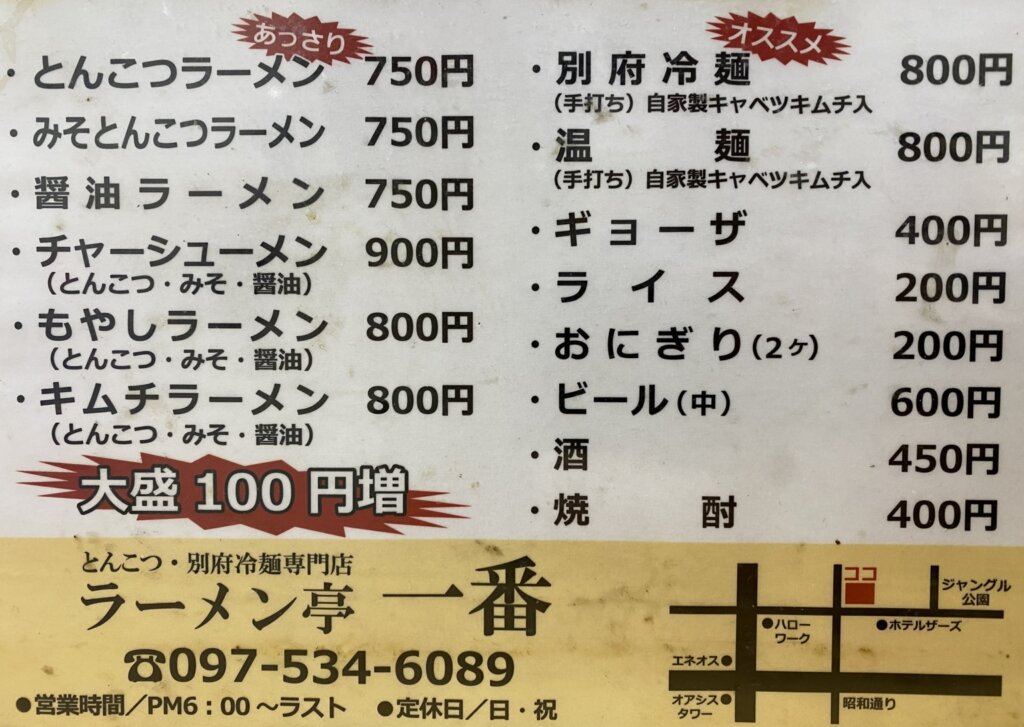 あっさり
・とんこつラーメン 750円
・みそとんこつラーメン 750円
・醤油ラーメン 750円
・チャーシューメン 900円
（とんこつ・みそ・醤油）
・もやしラーメン 800円
（とんこつ・みそ・醤油）
・キムチラーメン 800円
（とんこつ・みそ・醤油）
大盛100円増
オススメ
・別府冷麺 800円
（手打ち）自家製キャベツキムチ入
・温麺 800円
（手打ち）自家製キャベツキムチ入
・ギョーザ 400円
・ライス 200円
・おにぎり（2ヶ） 200円
・ビール（中） 600円
・酒 450円
・焼酎 400円
とんこつ・別府冷麺専門店
ラーメン亭 一番
☎097-534-6089
●営業時間／PM6：00～ラスト ●定休日／日・祝
ココ
ジャングル
公園
●ハロー
ワーク
●ホテルザーズ
エネオス●
オアシス●
タワー
昭和通り